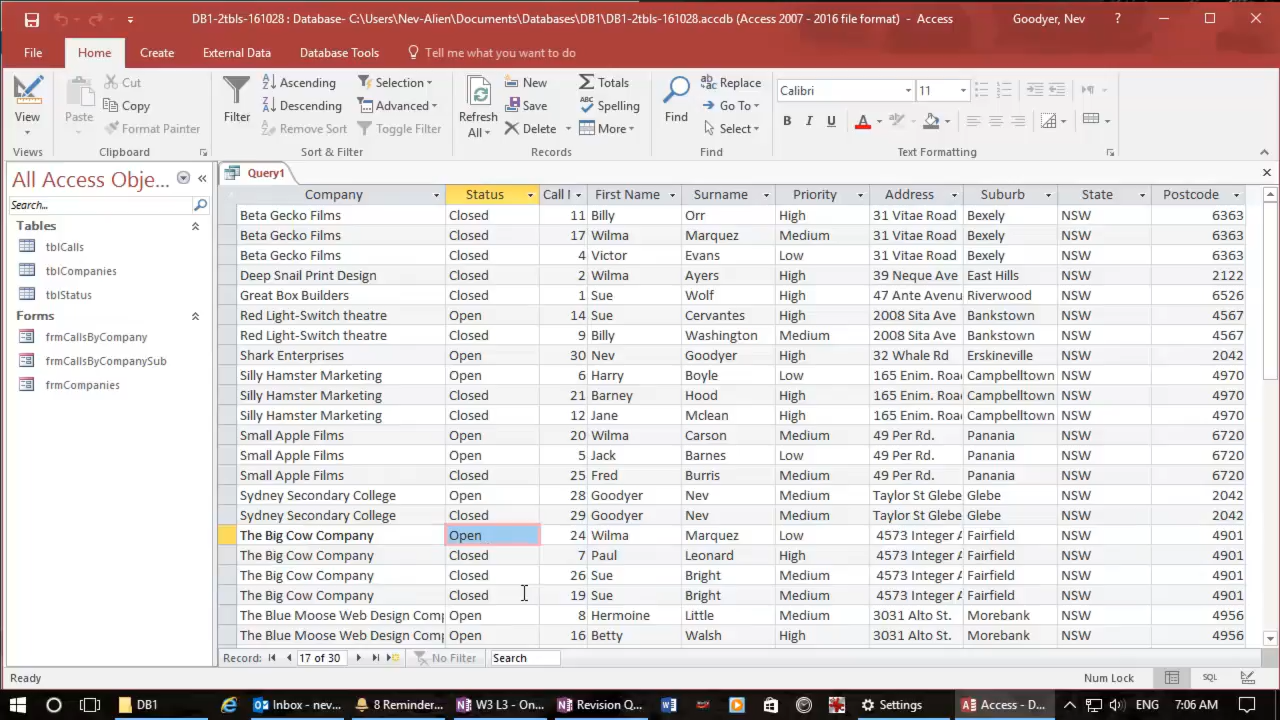 DB1-2tbls-161028 : Database- C:\Users\Nev-Alien\Documents\Databases\DB1\DB1-2tbls-161028.accdb (Access 2007 - 2016 file format) - Access Goodyer, Nev ?
File Home Create External Data Database Tools Tell me what you want to do
View
Views
Paste Cut
Copy
Format Painter
Clipboard
Filter Ascending
Descending
Remove Sort
Selection
Advanced
Toggle Filter
Sort & Filter
Refresh All New
Save
Delete
Totals
Spelling
More
Records
Find Replace
Go To
Select
Find
Calibri 11
B I U A
Text Formatting
All Access Obje...
Search...
Tables
tblCalls
tblCompanies
tblStatus
Forms
frmCallsByCompany
frmCallsByCompanySub
frmCompanies
Query1
Company Status Call I First Name Surname Priority Address Suburb State Postcode
Beta Gecko Films Closed 11 Billy Orr High 31 Vitae Road Bexely NSW 6363
Beta Gecko Films Closed 17 Wilma Marquez Medium 31 Vitae Road Bexely NSW 6363
Beta Gecko Films Closed 4 Victor Evans Low 31 Vitae Road Bexely NSW 6363
Deep Snail Print Design Closed 2 Wilma Ayers High 39 Neque Ave East Hills NSW 2122
Great Box Builders Closed 1 Sue Wolf High 47 Ante Avenu Riverwood NSW 6526
Red Light-Switch theatre Open 14 Sue Cervantes High 2008 Sita Ave Bankstown NSW 4567
Red Light-Switch theatre Closed 9 Billy Washington Medium 2008 Sita Ave Bankstown NSW 4567
Shark Enterprises Open 30 Nev Goodyer High 32 Whale Rd Erskineville NSW 2042
Silly Hamster Marketing Open 6 Harry Boyle Low 165 Enim. Road Campbelltown NSW 4970
Silly Hamster Marketing Closed 21 Barney Hood High 165 Enim. Road Campbelltown NSW 4970
Silly Hamster Marketing Closed 12 Jane Mclean High 165 Enim. Road Campbelltown NSW 4970
Small Apple Films Open 20 Wilma Carson Medium 49 Per Rd. Panania NSW 6720
Small Apple Films Open 5 Jack Barnes Low 49 Per Rd. Panania NSW 6720
Small Apple Films Closed 25 Fred Burris Medium 49 Per Rd. Panania NSW 6720
Sydney Secondary College Open 28 Goodyer Nev Medium Taylor St Glebe Glebe NSW 2042
Sydney Secondary College Closed 29 Goodyer Nev Medium Taylor St Glebe Glebe NSW 2042
The Big Cow Company Open 24 Wilma Marquez Low 4573 Integer A Fairfield NSW 4901
The Big Cow Company Closed 7 Paul Leonard High 4573 Integer A Fairfield NSW 4901
The Big Cow Company Closed 26 Sue Bright Medium 4573 Integer A Fairfield NSW 4901
The Big Cow Company Closed 19 Sue Bright Medium 4573 Integer A Fairfield NSW 4901
The Blue Moose Web Design Comp Open 8 Hermoine Little Medium 3031 Alto St. Morebank NSW 4956
The Blue Moose Web Design Comp Open 16 Betty Walsh High 3031 Alto St. Morebank NSW 4956
Record: 17 of 30 No Filter Search
Ready Num Lock SQL
DB1 Inbox - nev... 8 Reminder... W3 L3 - On... Revision Q... Settings Access - D... ENG 7:06 AM